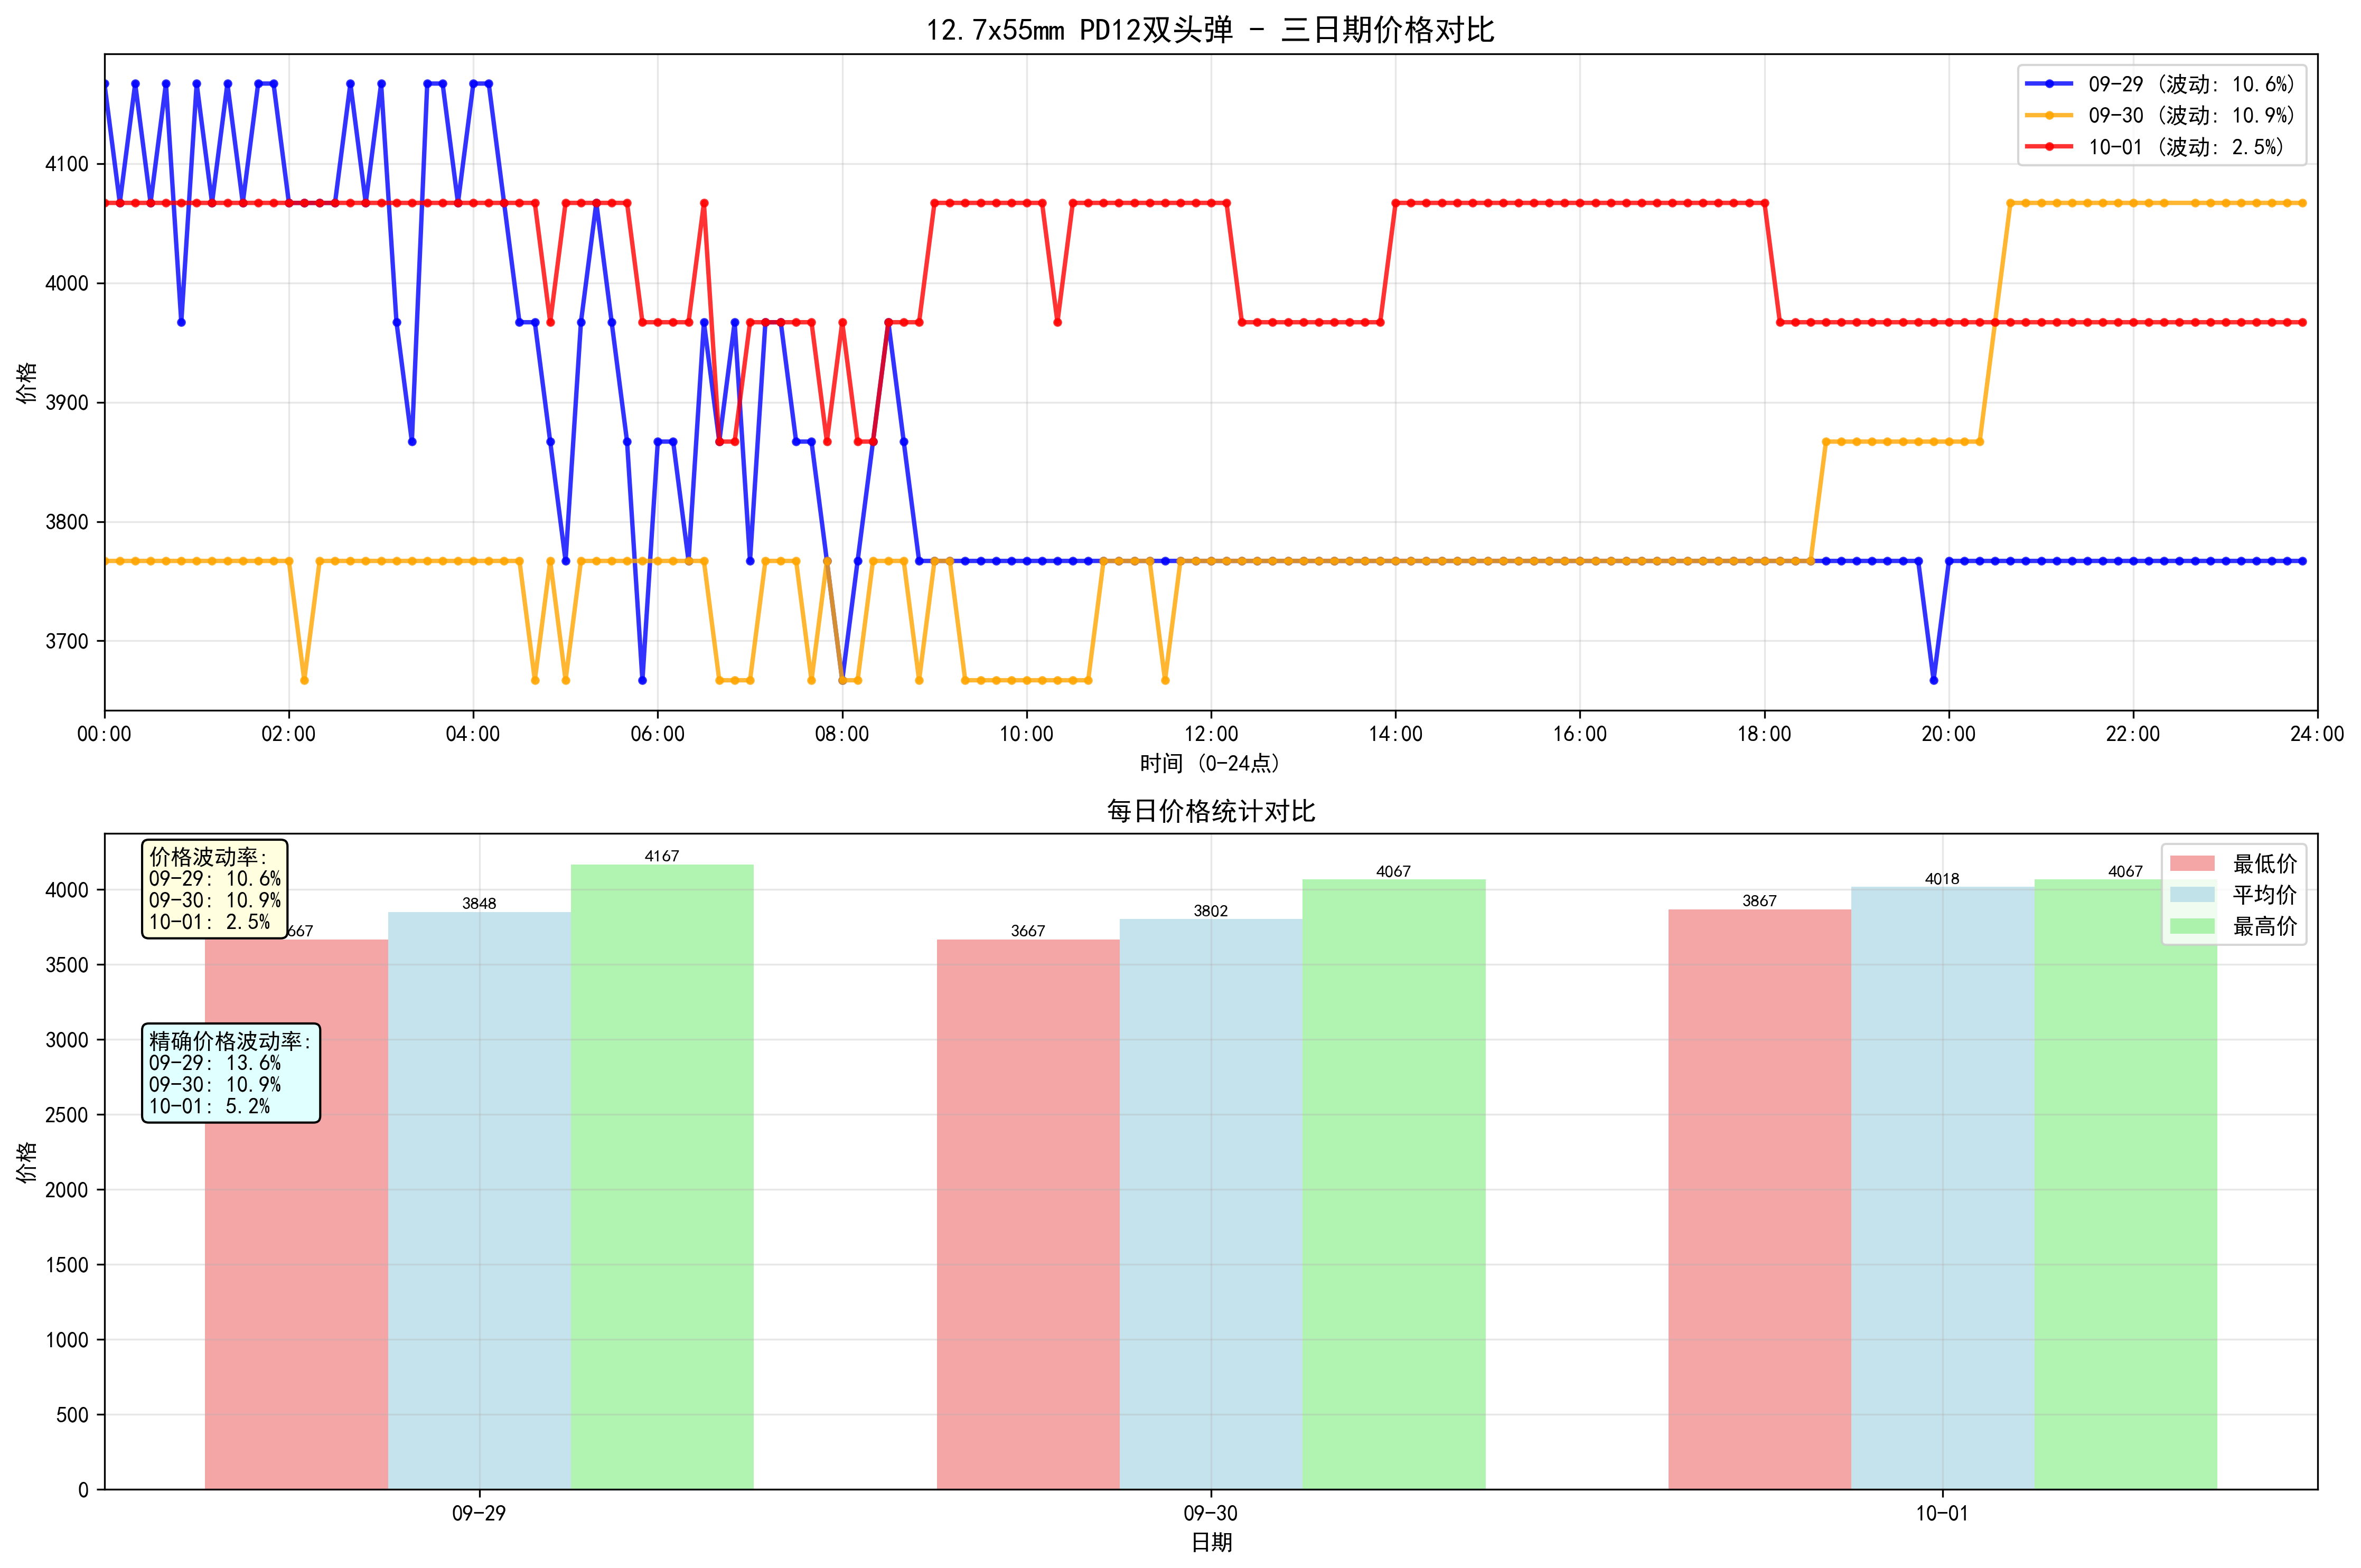 12.7x55mm PD12双头弹 - 三日期价格对比
09-29 (波动: 10.6%)
09-30 (波动: 10.9%)
10-01 (波动: 2.5%)
价格
4100
4000
3900
3800
3700
00:00 02:00 04:00 06:00 08:00 10:00 12:00 14:00 16:00 18:00 20:00 22:00 24:00
时间 (0-24点)
每日价格统计对比
价格波动率:
09-29: 10.6%
09-30: 10.9%
10-01: 2.5%
精确价格波动率:
09-29: 13.6%
09-30: 10.9%
10-01: 5.2%
667 3848 4167 3667 3802 4067 3867 4018 4067
最低价
平均价
最高价
价格
4000
3500
3000
2500
2000
1500
1000
500
0
09-29 09-30 10-01
日期